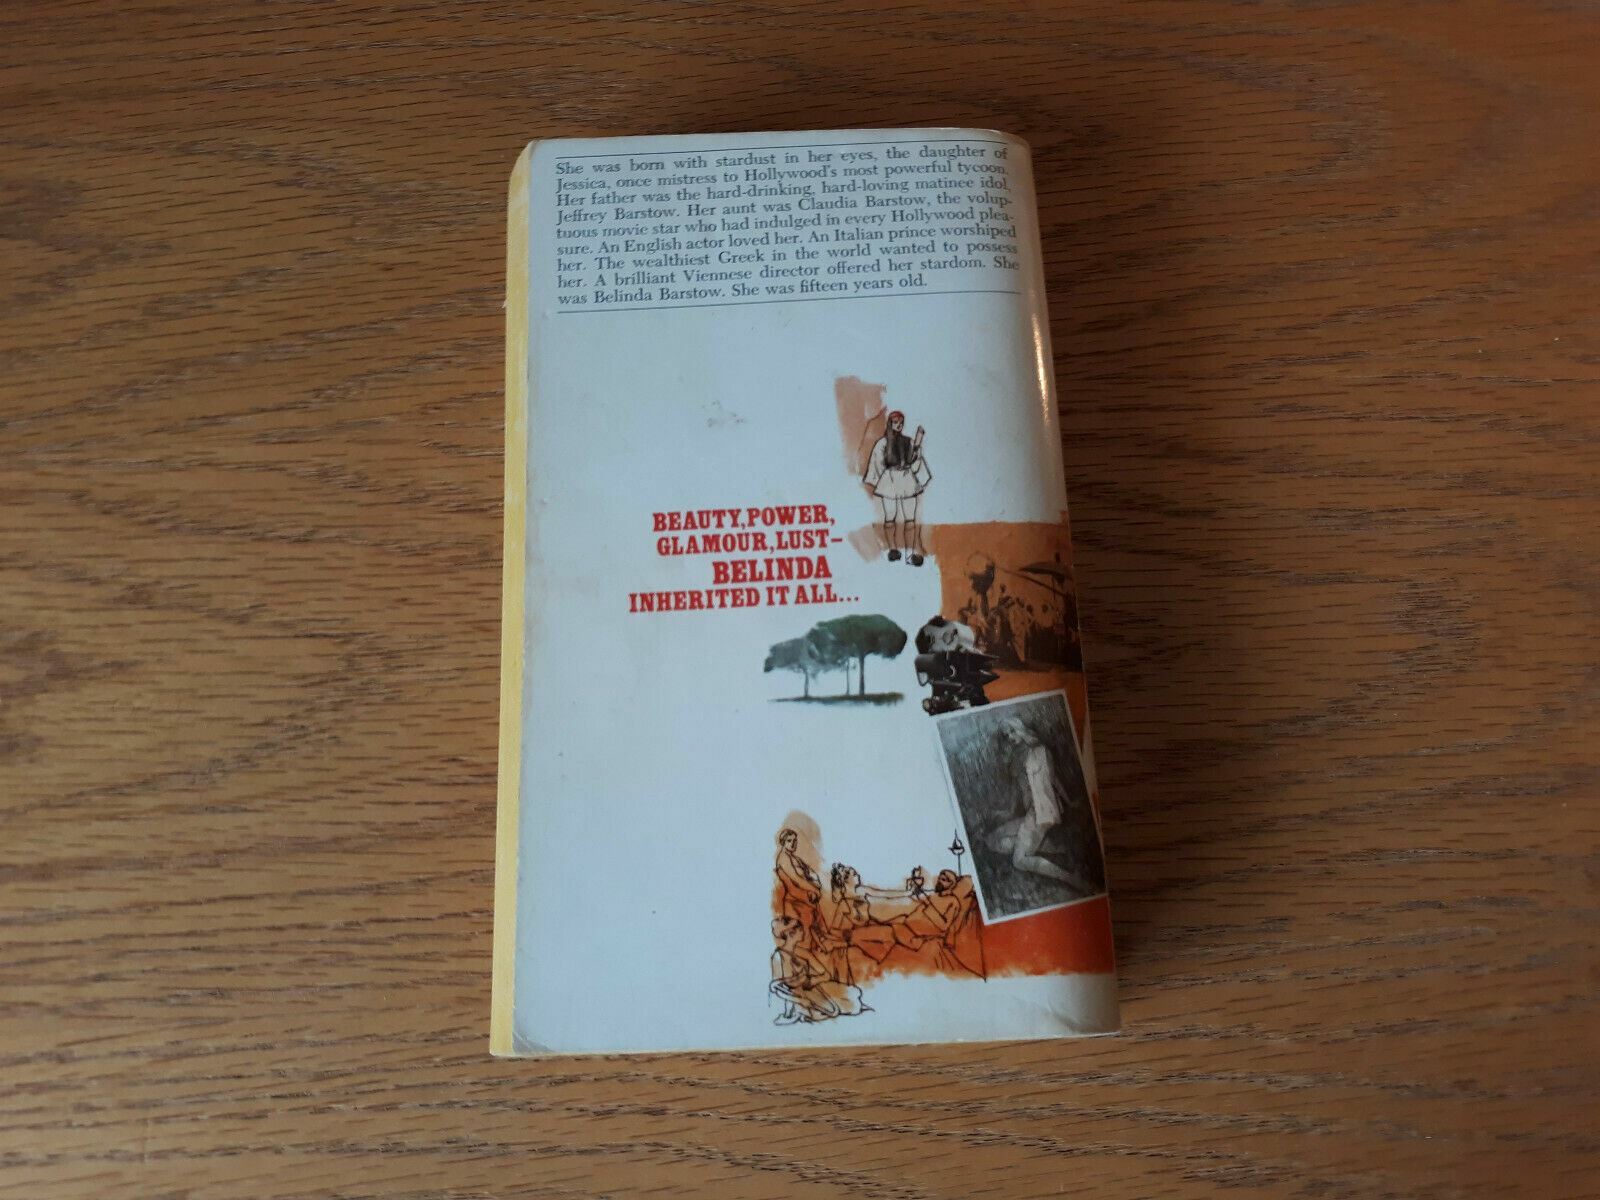 She was born with stardust in her eyes, the daughter of
Jessica, once mistress to Hollywood's most powerful tycoon.
Her father was the hard-drinking, hard-loving matinee idol,
Jeffrey Barstow. Her aunt was Claudia Barstow, the volup-
tuous movie star who had indulged in every Hollywood plea-
sure. An English actor loved her. An Italian prince worshiped
her. The wealthiest Greek in the world wanted to possess
her. A brilliant Viennese director offered her stardom. She
was Belinda Barstow. She was fifteen years old.
BEAUTY, POWER,
GLAMOUR, LUST–
BELINDA
INHERITED IT ALL...